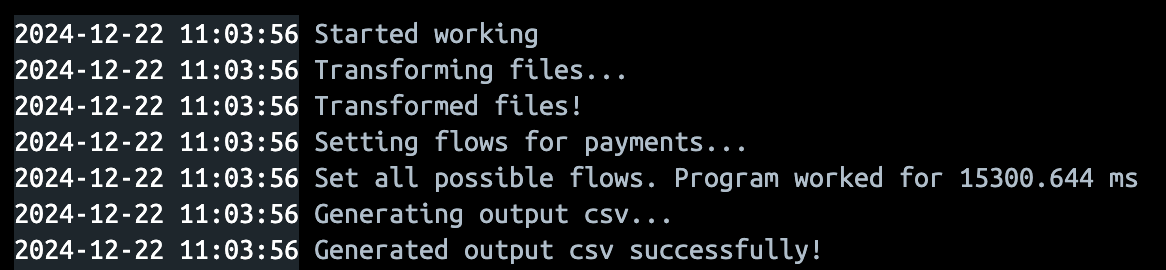 2024-12-22 11:03:56 Started working
2024-12-22 11:03:56 Transforming files...
2024-12-22 11:03:56 Transformed files!
2024-12-22 11:03:56 Setting flows for payments...
2024-12-22 11:03:56 Set all possible flows. Program worked for 15300.644 ms
2024-12-22 11:03:56 Generating output csv...
2024-12-22 11:03:56 Generated output csv successfully!